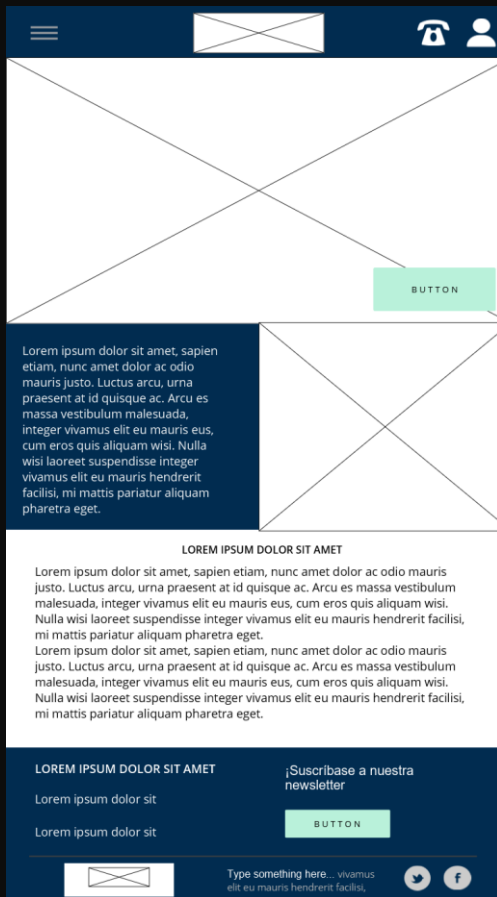 BUTTON
Lorem ipsum dolor sit amet, sapien
etiam, nunc amet dolor ac odio
mauris justo. Luctus arcu, urna
praesent at id quisque ac. Arcu es
massa vestibulum malesuada,
integer vivamus elit eu mauris eus,
cum eros quis aliquam wisi. Nulla
wisi laoreet suspendisse integer
vivamus elit eu mauris hendrerit
facilisi, mi mattis pariatur aliquam
pharetra eget.
LOREM IPSUM DOLOR SIT AMET
Lorem ipsum dolor sit amet, sapien etiam, nunc amet dolor ac odio mauris
justo. Luctus arcu, urna praesent at id quisque ac. Arcu es massa vestibulum
malesuada, integer vivamus elit eu mauris eus, cum eros quis aliquam wisi.
Nulla wisi laoreet suspendisse integer vivamus elit eu mauris hendrerit facilisi,
mi mattis pariatur aliquam pharetra eget.
Lorem ipsum dolor sit amet, sapien etiam, nunc amet dolor ac odio mauris
justo. Luctus arcu, urna praesent at id quisque ac. Arcu es massa vestibulum
malesuada, integer vivamus elit eu mauris eus, cum eros quis aliquam wisi.
Nulla wisi laoreet suspendisse integer vivamus elit eu mauris hendrerit facilisi,
mi mattis pariatur aliquam pharetra eget.
LOREM IPSUM DOLOR SIT AMET
Lorem ipsum dolor sit
Lorem ipsum dolor sit
¡Suscríbase a nuestra
newsletter
BUTTON
Type something here... vivamus
elit eu mauris hendrerit facilisi,
f